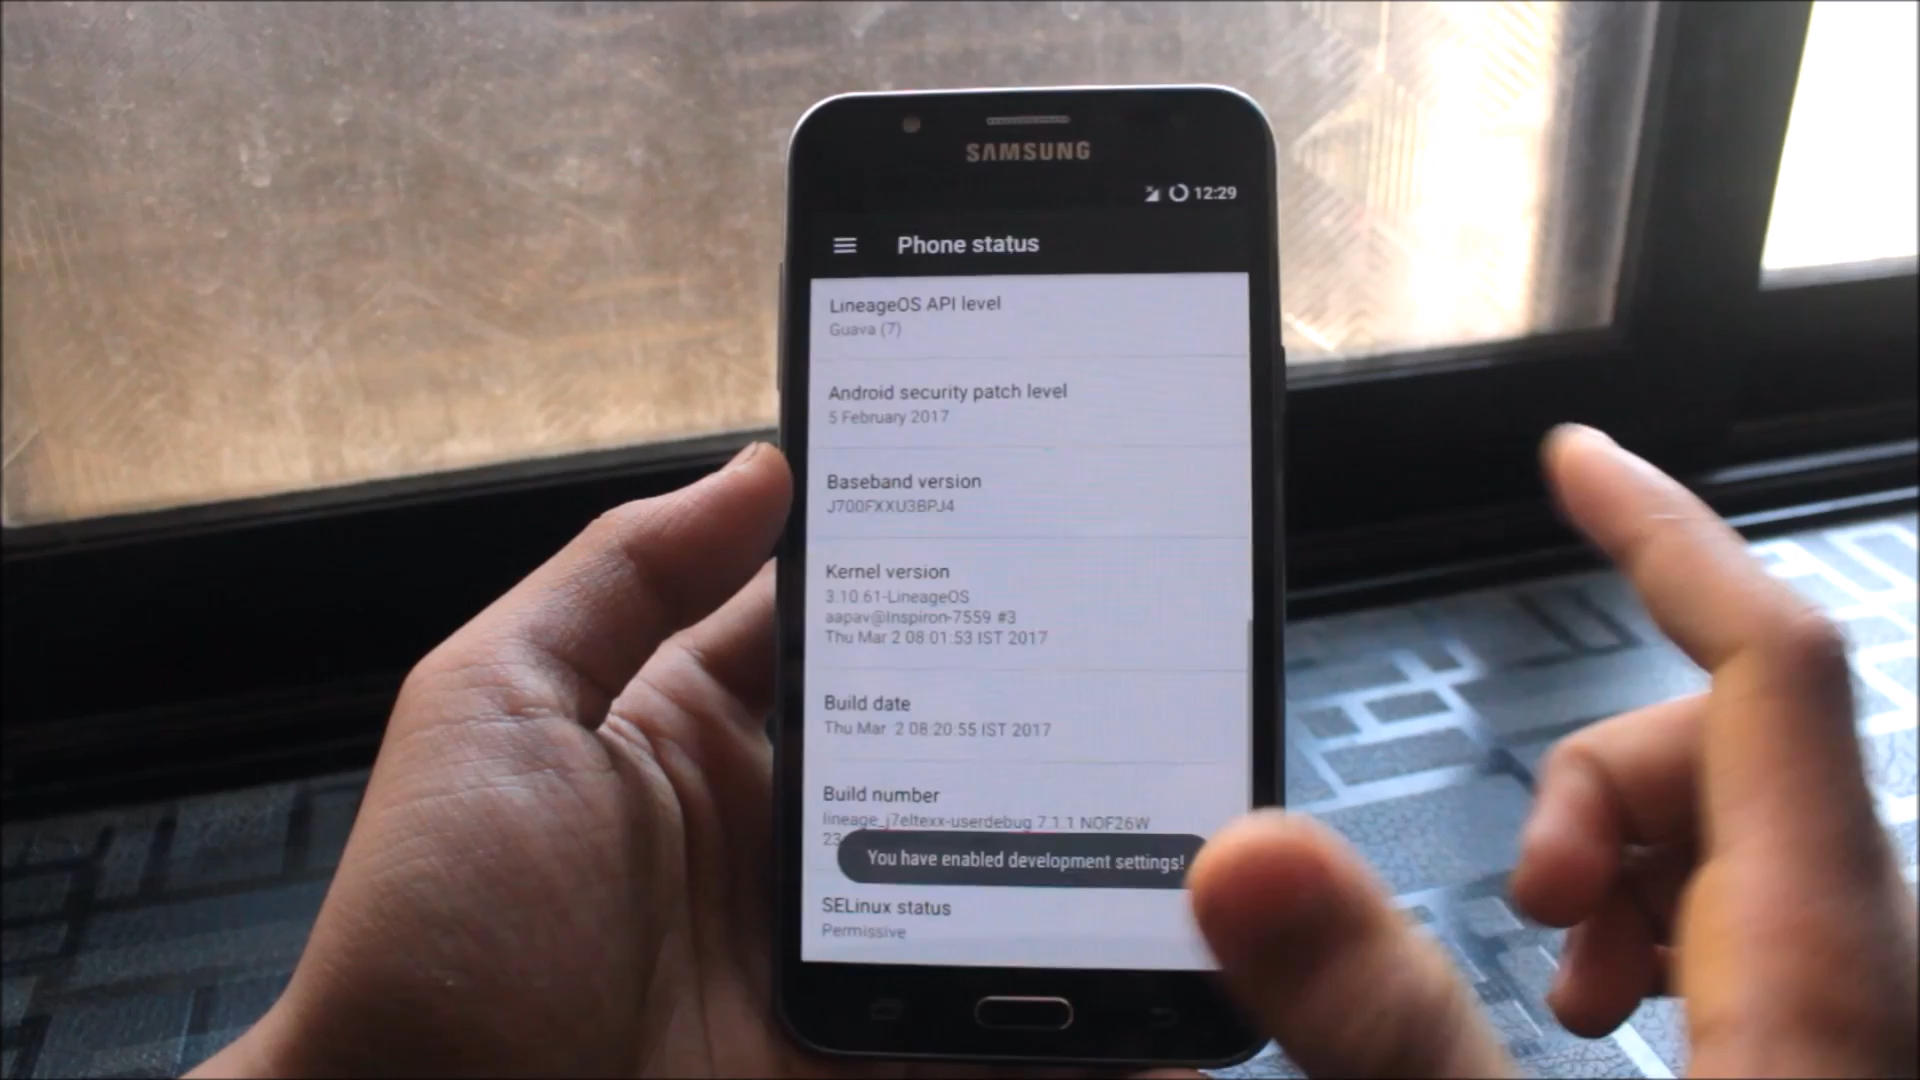 SAMSUNG
12:29
Phone status
LineageOS API level
Guava (7)
Android security patch level
5 February 2017
Baseband version
J700FXXU3BPJ4
Kernel version
3.10.61-LineageOS
aapav@Inspiron-7559 #3
Thu Mar 2 08:01:53 IST 2017
Build date
Thu Mar 2 08:20:55 IST 2017
Build number
lineage_j7eltexx-userdebug 7.1.1 NOF26W
23
You have enabled development settings!
SELinux status
Permissive